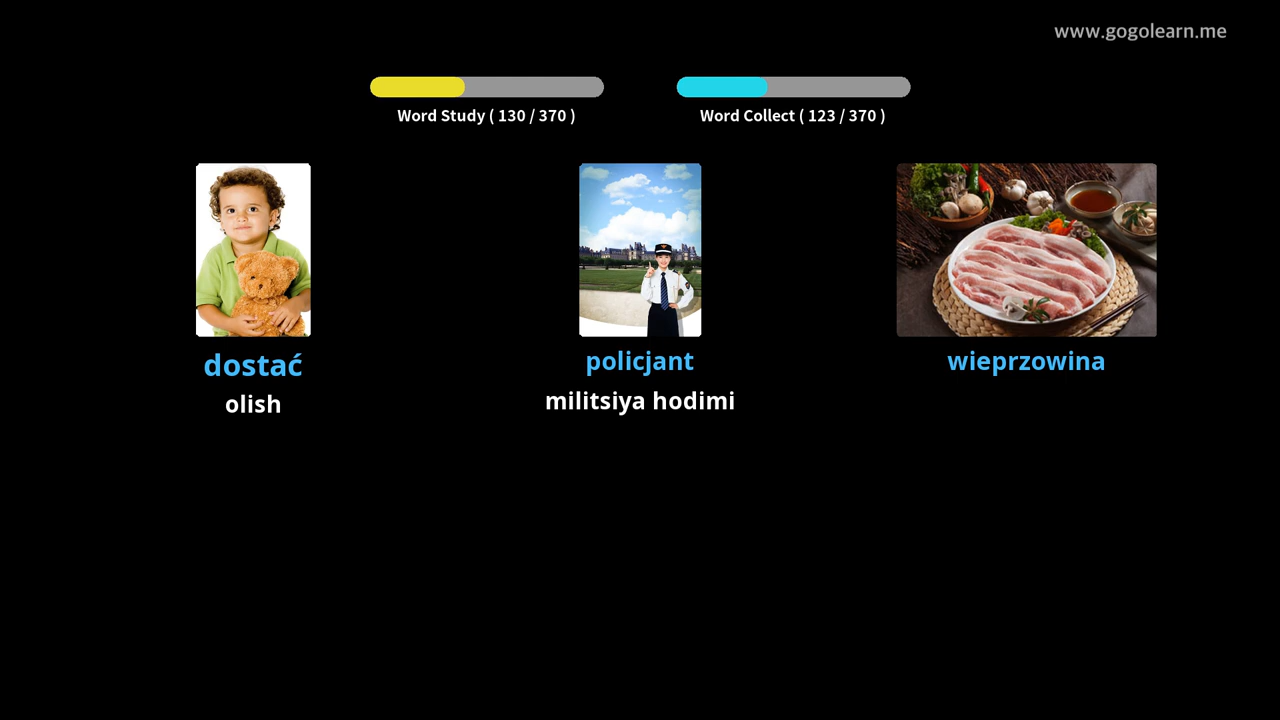 www.gogolearn.me
Word Study ( 130 / 370 )
Word Collect ( 123 / 370 )
dostać
policjant
wieprzowina
olish
militsiya hodimi